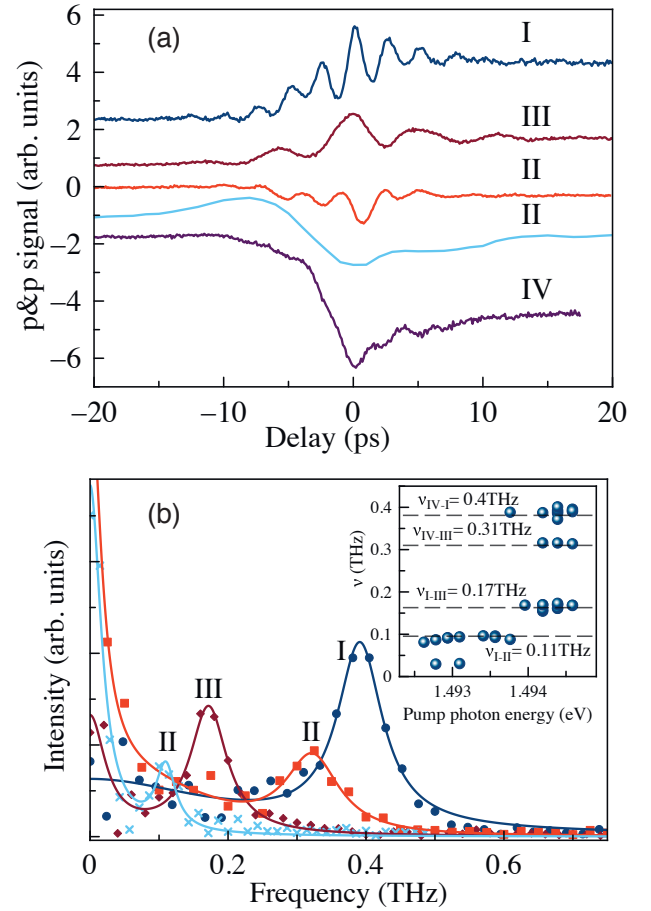 (a)
I
III
II
II
IV
6
4
2
0
−2
−4
−6
p&p signal (arb. units)
−20 −10 0 10 20
Delay (ps)
(b)
I
III
II
II
Intensity (arb. units)
0 0.2 0.4 0.6
Frequency (THz)
ν_IV-I = 0.4THz
ν_IV-III = 0.31THz
ν_I-III = 0.17THz
ν_I-II = 0.11THz
0.4
0.3
0.2
0.1
0
ν (THz)
1.493 1.494
Pump photon energy (eV)